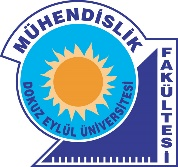 MÜHENDİSLİK
FAKÜLTESİ
DOKUZ EYLÜL ÜNİVERSİTESİ